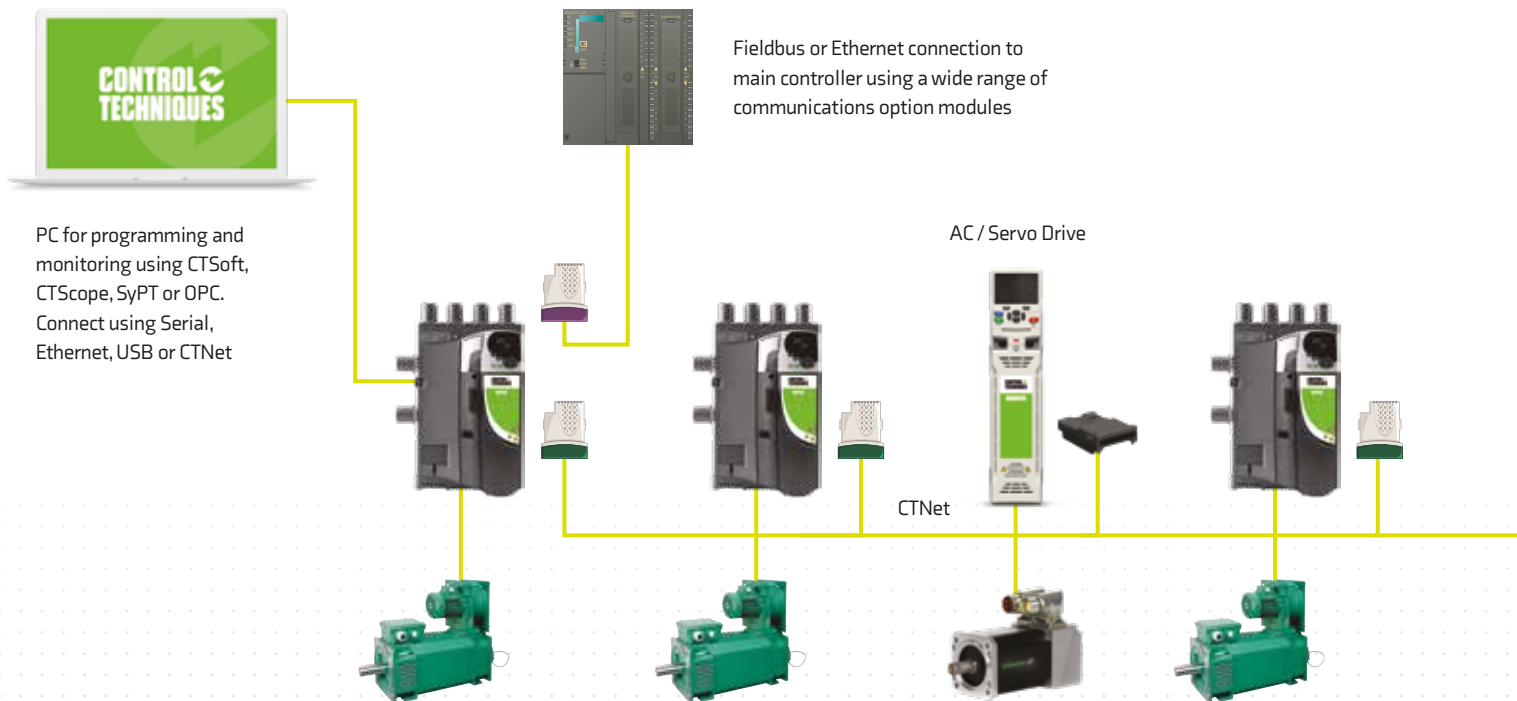 CONTROL
TECHNIQUES
Fieldbus or Ethernet connection to
main controller using a wide range of
communications option modules
PC for programming and
monitoring using CTSoft,
CTScope, SyPT or OPC.
Connect using Serial,
Ethernet, USB or CTNet
AC / Servo Drive
CTNet